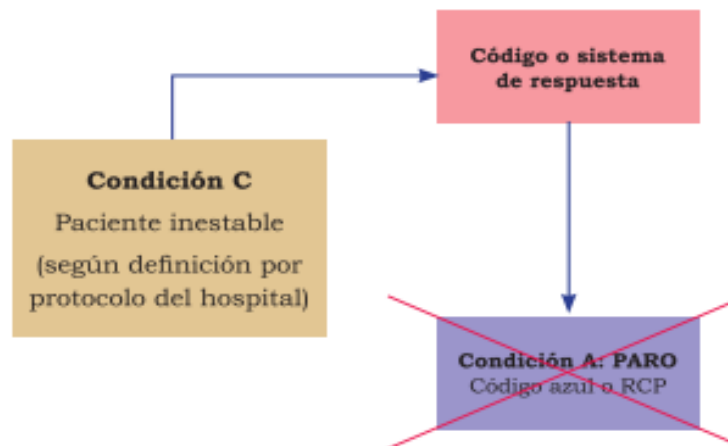 Código o sistema
de respuesta
Condición C
Paciente inestable
(según definición por
protocolo del hospital)
Condición A: PARO
Código azul o RCP